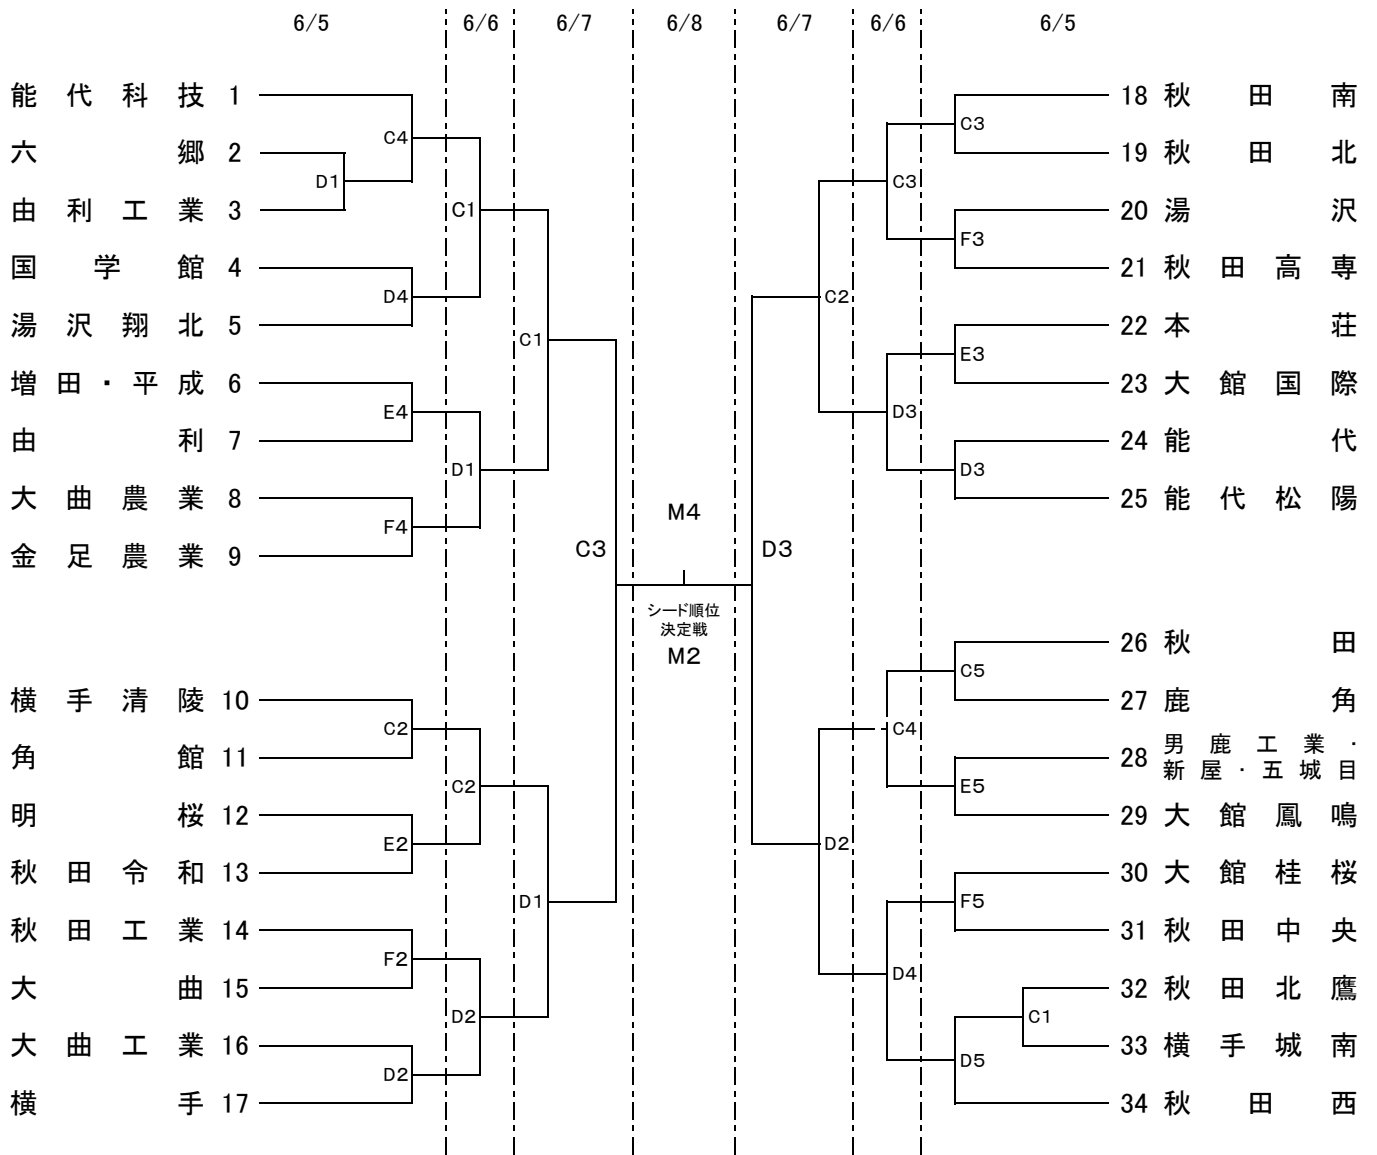 6/5 6/6 6/7 6/8 6/7 6/6 6/5
能代科技 1
六郷 2
由利工業 3
国学館 4
湯沢翔北 5
増田・平成 6
由利 7
大曲農業 8
金足農業 9
横手清陵 10
角館 11
明桜 12
秋田令和 13
秋田工業 14
大曲 15
大曲工業 16
横手 17
C4
D1
D4
E4
F4
C2
E2
F2
D2
C1
D1
C2
D2
C1
D1
C3
M4
シード順位
決定戦
M2
D3
C2
D2
C3
D3
C4
D4
C3
F3
E3
D3
C5
E5
F5
C1
D5
18 秋田南
19 秋田北
20 湯沢
21 秋田高専
22 本荘
23 大館国際
24 能代
25 能代松陽
26 秋田
27 鹿角
28 男鹿工業・
新屋・五城目
29 大館鳳鳴
30 大館桂桜
31 秋田中央
32 秋田北鷹
33 横手城南
34 秋田西